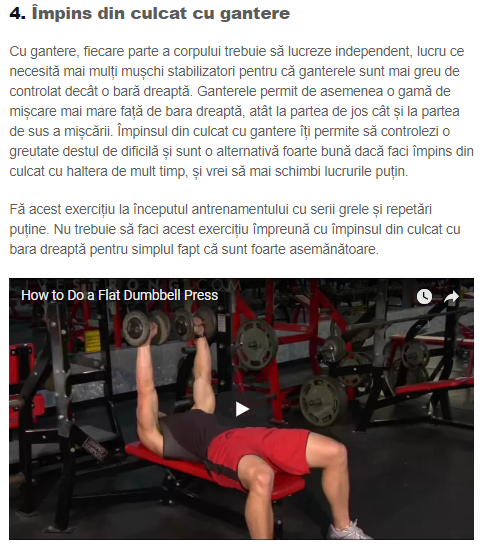 4. Împins din culcat cu gantere
Cu gantere, fiecare parte a corpului trebuie să lucreze independent, lucru ce
necesită mai mulți mușchi stabilizatori pentru că ganterele sunt mai greu de
controlat decât o bară dreaptă. Ganterele permit de asemenea o gamă de
mișcare mai mare față de bara dreaptă, atât la partea de jos cât și la partea
de sus a mișcării. Împinsul din culcat cu gantere îți permite să controlezi o
greutate destul de dificilă și sunt o alternativă foarte bună dacă faci împins din
culcat cu haltera de mult timp, și vrei să mai schimbi lucrurile puțin.
Fă acest exercițiu la începutul antrenamentului cu serii grele și repetări
puține. Nu trebuie să faci acest exercițiu împreună cu împinsul din culcat cu
bara dreaptă pentru simplul fapt că sunt foarte asemănătoare.
How to Do a Flat Dumbbell Press